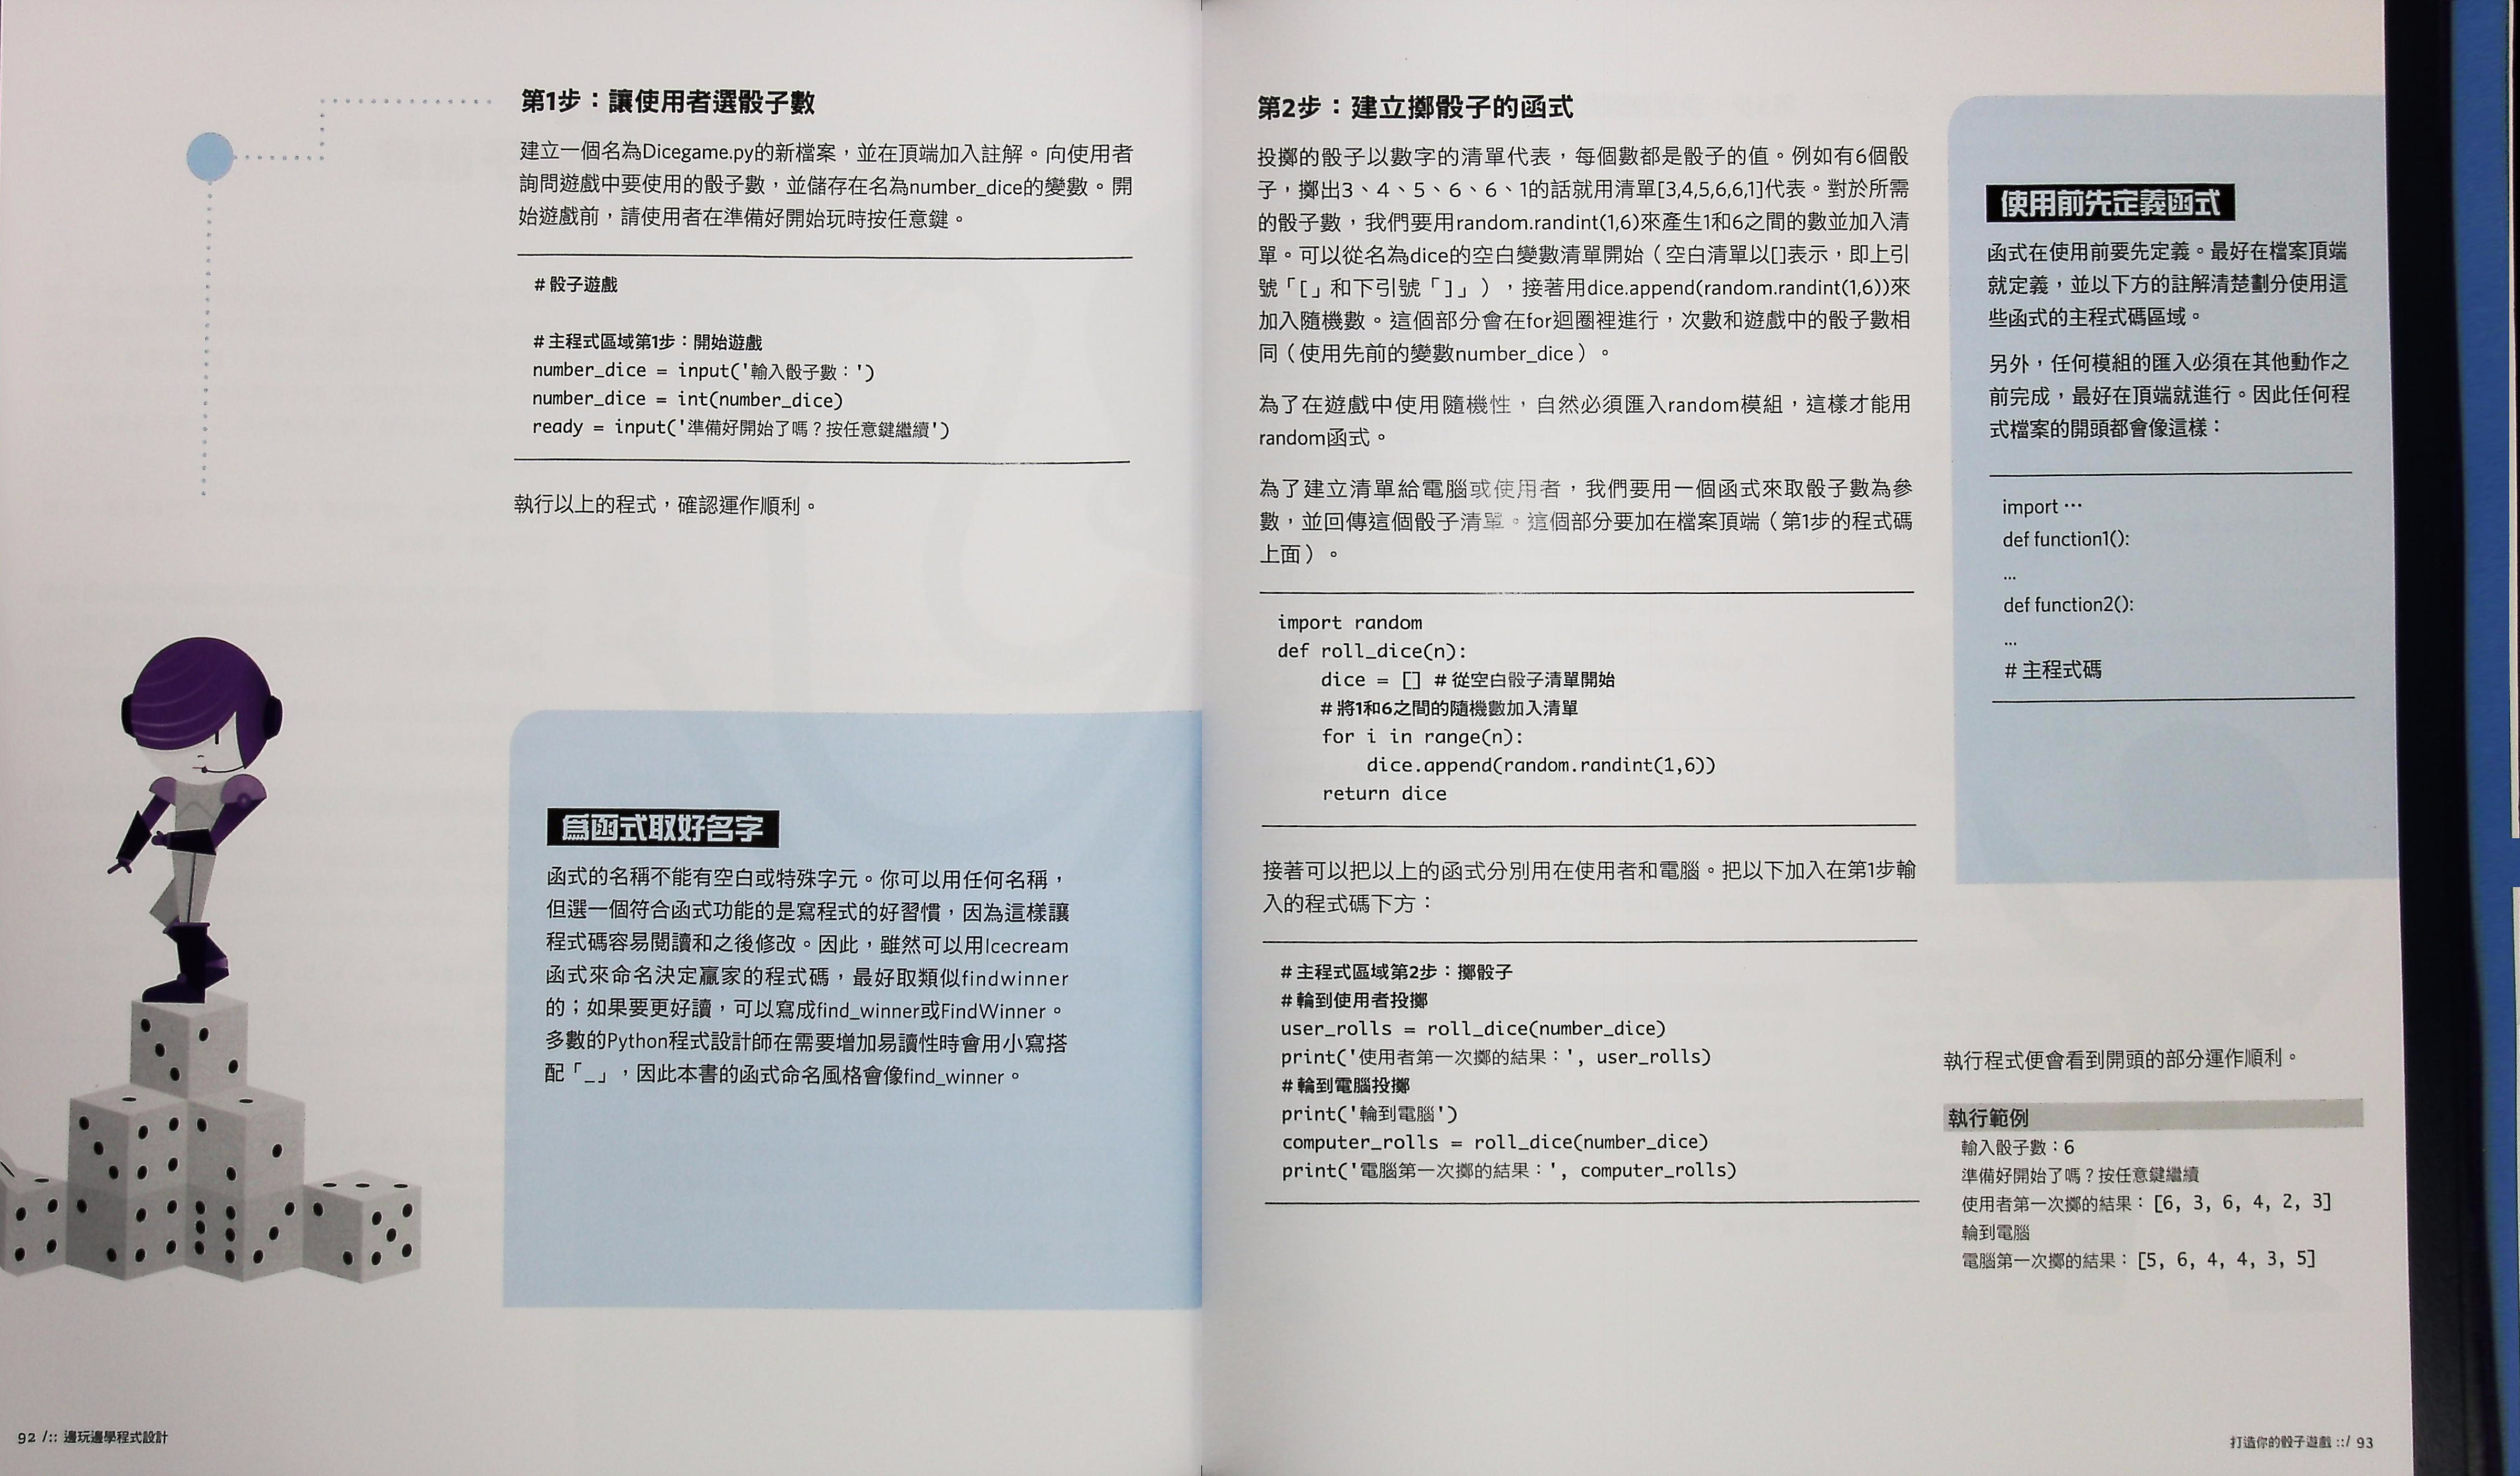 第1步：讓使用者選骰子數
建立一個名為Dicegame.py的新檔案，並在頂端加入註解。向使用者
詢問遊戲中要使用的骰子數，並儲存在名為number_dice的變數。開
始遊戲前，請使用者在準備好開始玩時按任意鍵。
# 骰子遊戲
# 主程式區域第1步：開始遊戲
number_dice = input('輸入骰子數：')
number_dice = int(number_dice)
ready = input('準備好開始了嗎？按任意鍵繼續')
執行以上的程式，確認運作順利。
為函式取好名字
函式的名稱不能有空白或特殊字元。你可以用任何名稱，
但選一個符合函式功能的是寫程式的好習慣，因為這樣讓
程式碼容易閱讀和之後修改。因此，雖然可以用Icecream
函式來命名決定贏家的程式碼，最好取類似findwinner
的；如果要更好讀，可以寫成find_winner或FindWinner。
多數的Python程式設計師在需要增加易讀性時會用小寫搭
配「_」，因此本書的函式命名風格會像find_winner。
92 /:: 邊玩邊學程式設計
第2步：建立擲骰子的函式
投擲的骰子以數字的清單代表，每個數都是骰子的值。例如有6個骰
子，擲出3、4、5、6、6、1的話就用清單[3,4,5,6,6,1]代表。對於所需
的骰子數，我們要用random.randint(1,6)來產生1和6之間的數並加入清
單。可以從名為dice的空白變數清單開始（空白清單以[]表示，即上引
號「[」和下引號「]」），接著用dice.append(random.randint(1,6))來
加入隨機數。這個部分會在for迴圈裡進行，次數和遊戲中的骰子數相
同（使用先前的變數number_dice）。
為了在遊戲中使用隨機性，自然必須匯入random模組，這樣才能用
random函式。
為了建立清單給電腦或使用者，我們要用一個函式來取骰子數為參
數，並回傳這個骰子清單。這個部分要加在檔案頂端（第1步的程式碼
上面）。
import random
def roll_dice(n):
dice = [] # 從空白骰子清單開始
# 將1和6之間的隨機數加入清單
for i in range(n):
dice.append(random.randint(1,6))
return dice
接著可以把以上的函式分別用在使用者和電腦。把以下加入在第1步輸
入的程式碼下方：
# 主程式區域第2步：擲骰子
# 輪到使用者投擲
user_rolls = roll_dice(number_dice)
print('使用者第一次擲的結果：', user_rolls)
# 輪到電腦投擲
print('輪到電腦')
computer_rolls = roll_dice(number_dice)
print('電腦第一次擲的結果：', computer_rolls)
使用前先定義函式
函式在使用前要先定義。最好在檔案頂端
就定義，並以下方的註解清楚劃分使用這
些函式的主程式碼區域。
另外，任何模組的匯入必須在其他動作之
前完成，最好在頂端就進行。因此任何程
式檔案的開頭都會像這樣：
import …
def function1():
...
def function2():
...
# 主程式碼
執行程式便會看到開頭的部分運作順利。
執行範例
輸入骰子數：6
準備好開始了嗎？按任意鍵繼續
使用者第一次擲的結果：[6, 3, 6, 4, 2, 3]
輪到電腦
電腦第一次擲的結果：[5, 6, 4, 4, 3, 5]
打造你的骰子遊戲 ::/ 93